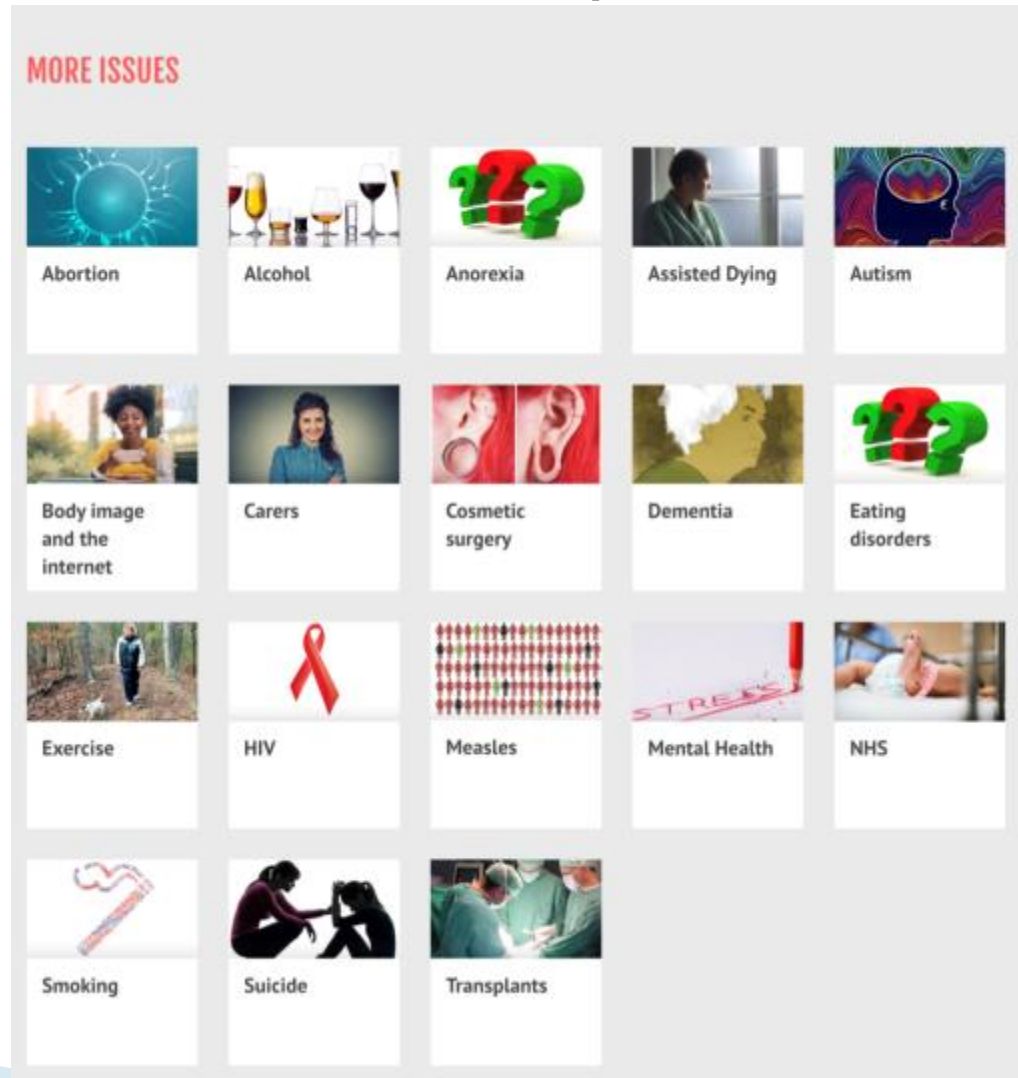 MORE ISSUES
Abortion
Alcohol
Anorexia
Assisted Dying
Autism
Body image
and the
internet
Carers
Cosmetic
surgery
Dementia
Eating
disorders
Exercise
HIV
Measles
Mental Health
STRESS
NHS
Smoking
Suicide
Transplants